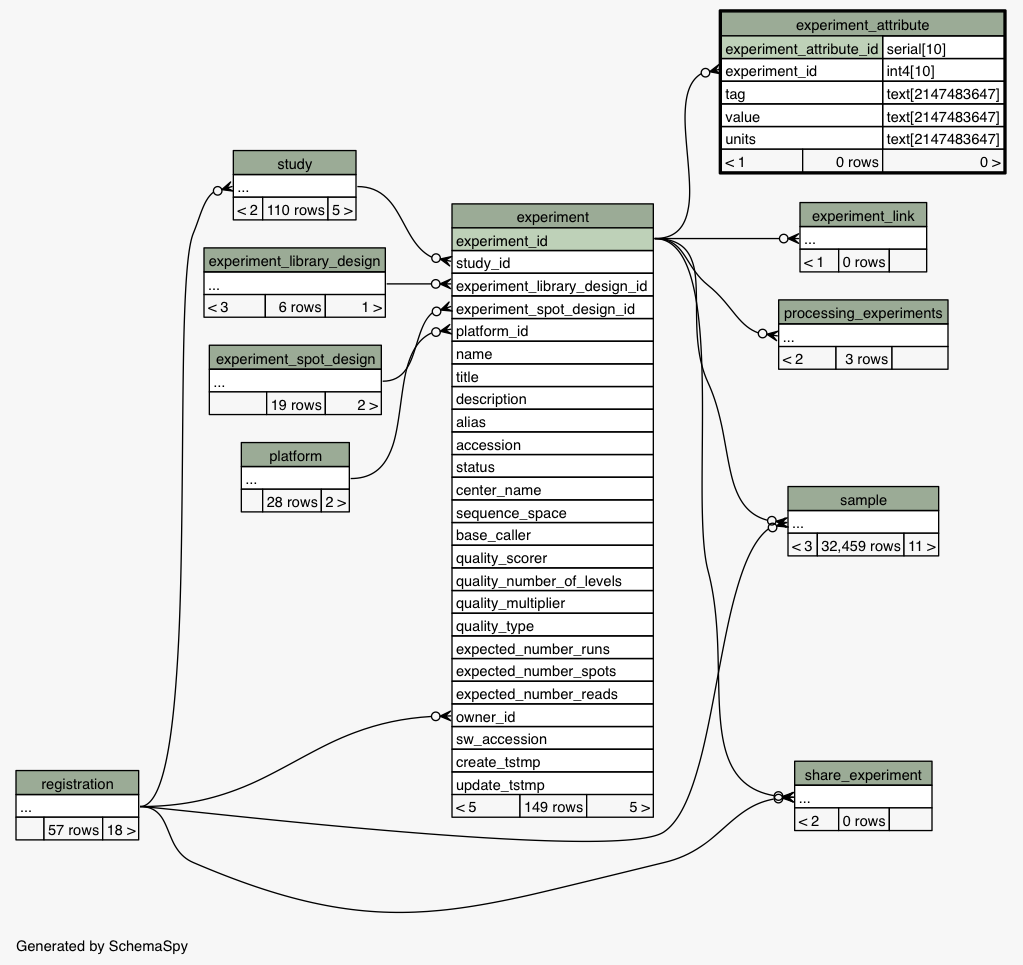 experiment_attribute
experiment_attribute_id serial[10]
experiment_id int4[10]
tag text[2147483647]
value text[2147483647]
units text[2147483647]
< 1 0 rows 0 >
study
...
< 2 110 rows 5 >
experiment_library_design
...
< 3 6 rows 1 >
experiment_spot_design
...
19 rows 2 >
platform
...
28 rows 2 >
registration
...
57 rows 18 >
experiment
experiment_id
study_id
experiment_library_design_id
experiment_spot_design_id
platform_id
name
title
description
alias
accession
status
center_name
sequence_space
base_caller
quality_scorer
quality_number_of_levels
quality_multiplier
quality_type
expected_number_runs
expected_number_spots
expected_number_reads
owner_id
sw_accession
create_tstmp
update_tstmp
< 5 149 rows 5 >
experiment_link
...
< 1 0 rows
processing_experiments
...
< 2 3 rows
sample
...
< 3 32,459 rows 11 >
share_experiment
...
< 2 0 rows
Generated by SchemaSpy